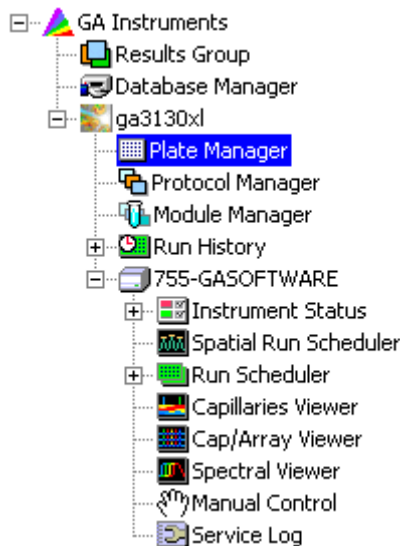 GA Instruments
Results Group
Database Manager
ga3130xl
Plate Manager
Protocol Manager
Module Manager
Run History
755-GASOFTWARE
Instrument Status
Spatial Run Scheduler
Run Scheduler
Capillaries Viewer
Cap/Array Viewer
Spectral Viewer
Manual Control
Service Log